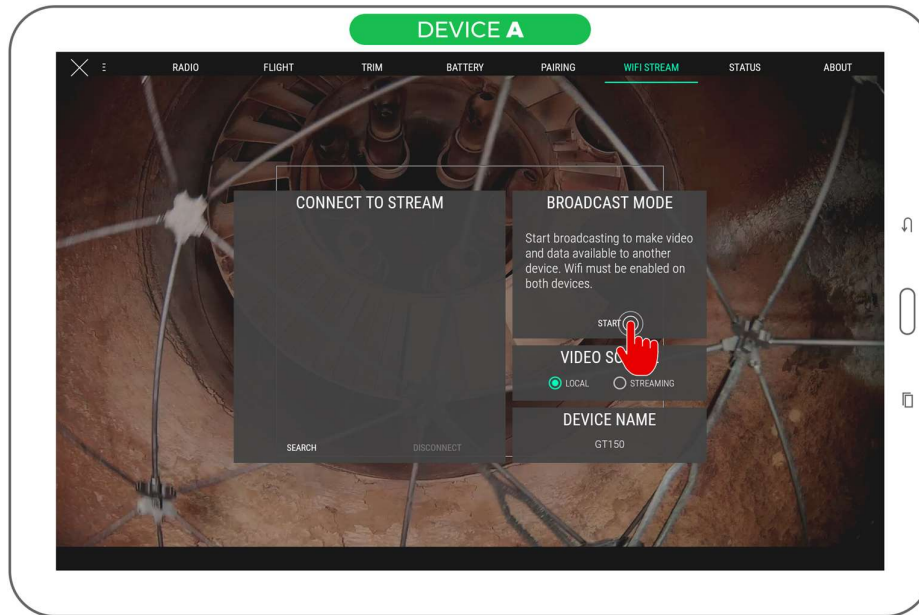 DEVICE A
RADIO FLIGHT TRIM BATTERY PAIRING WIFI STREAM STATUS ABOUT
CONNECT TO STREAM
SEARCH DISCONNECT
BROADCAST MODE
Start broadcasting to make video
and data available to another
device. Wifi must be enabled on
both devices.
START
VIDEO
LOCAL STREAMING
DEVICE NAME
GT150